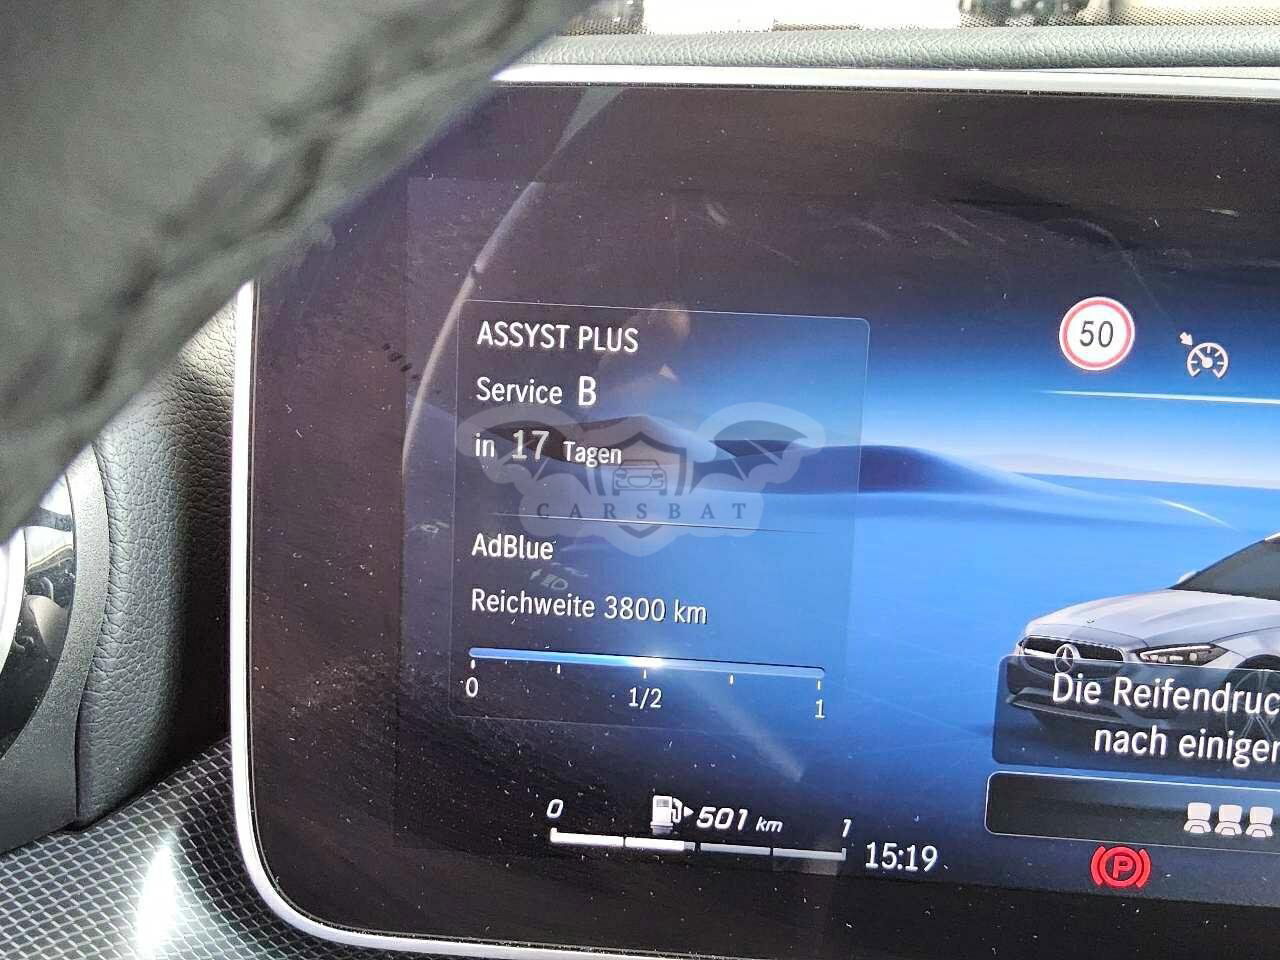 ASSYST PLUS
Service B
in 17 Tagen
CARSBAT
AdBlue
Reichweite 3800 km
0 1/2 1
50
Die Reifendruc
nach einiger
0 501 km 1
15:19
P